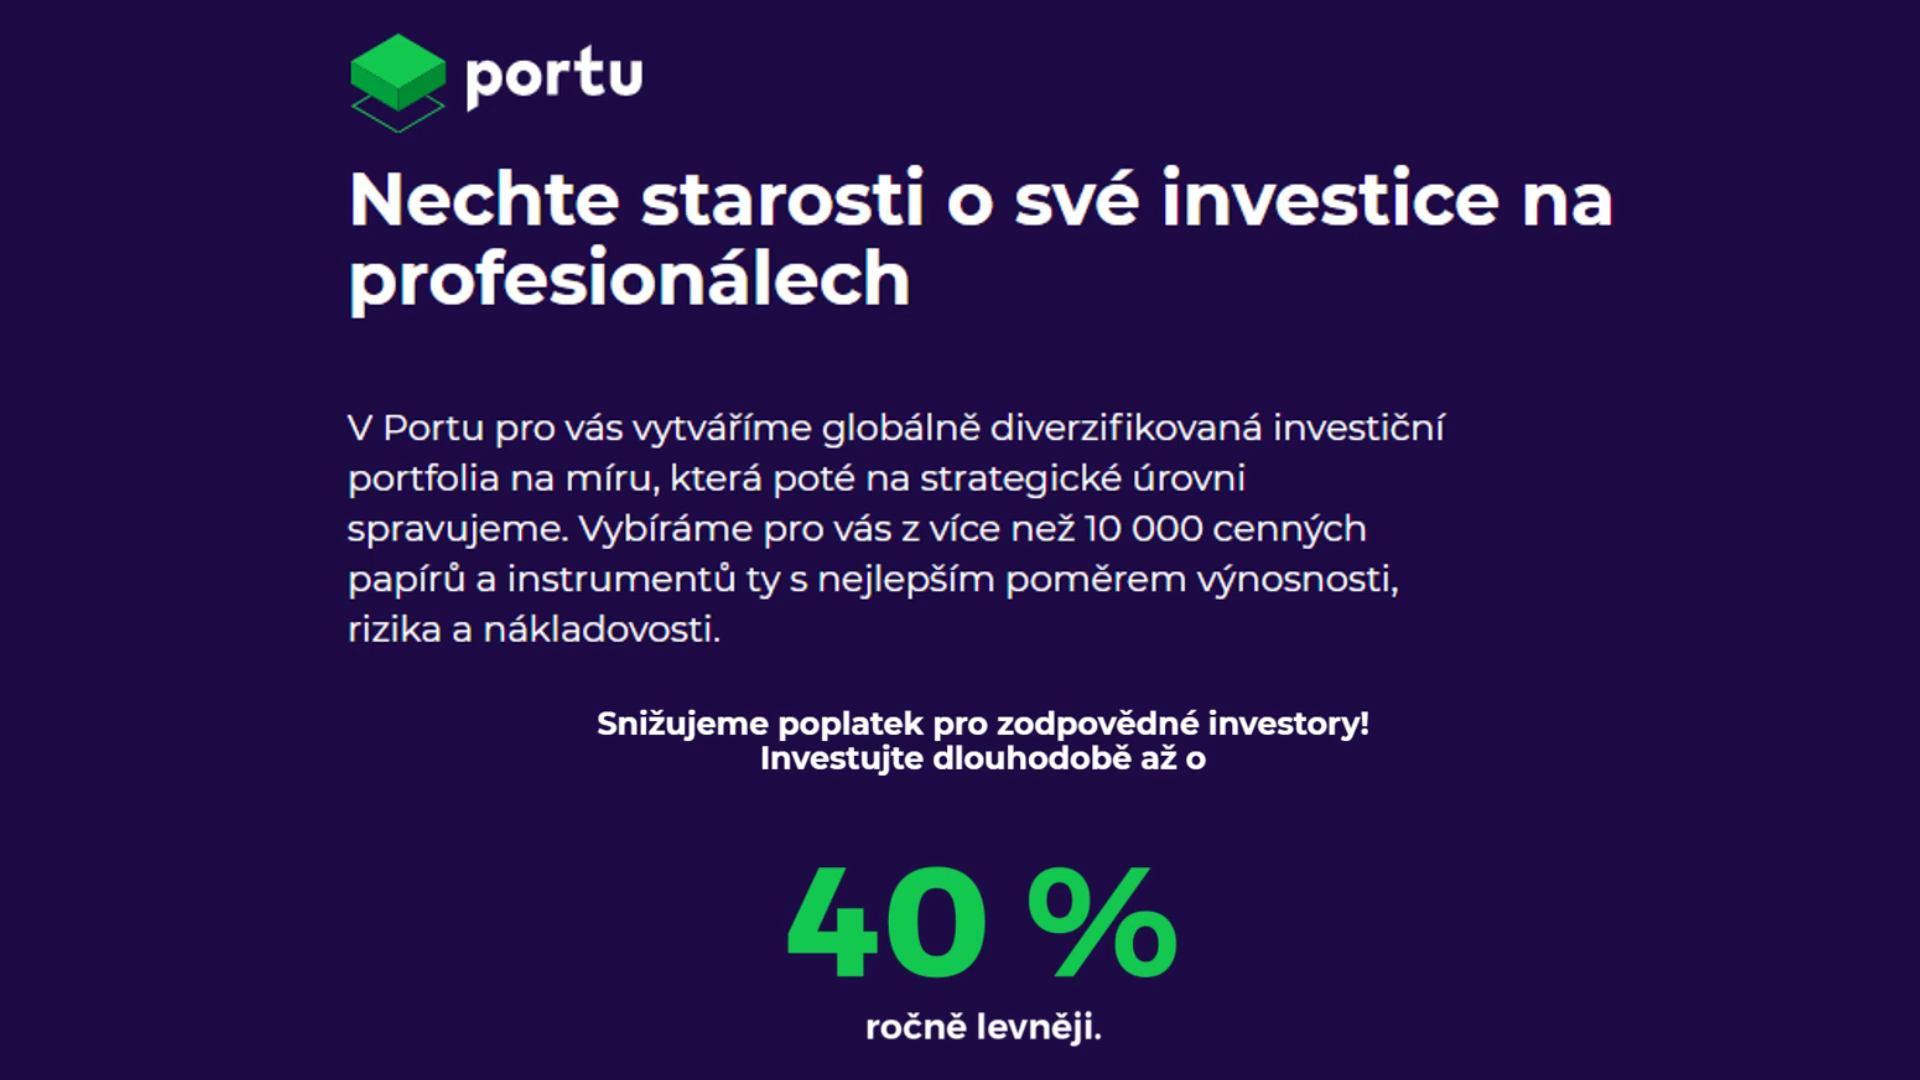 portu
Nechte starosti o své investice na
profesionálech
V Portu pro vás vytváříme globálně diverzifikovaná investiční
portfolia na míru, která poté na strategické úrovni
spravujeme. Vybíráme pro vás z více než 10 000 cenných
papírů a instrumentů ty s nejlepším poměrem výnosnosti,
rizika a nákladovosti.
Snižujeme poplatek pro zodpovědné investory!
Investujte dlouhodobě až o
40 %
ročně levněji.